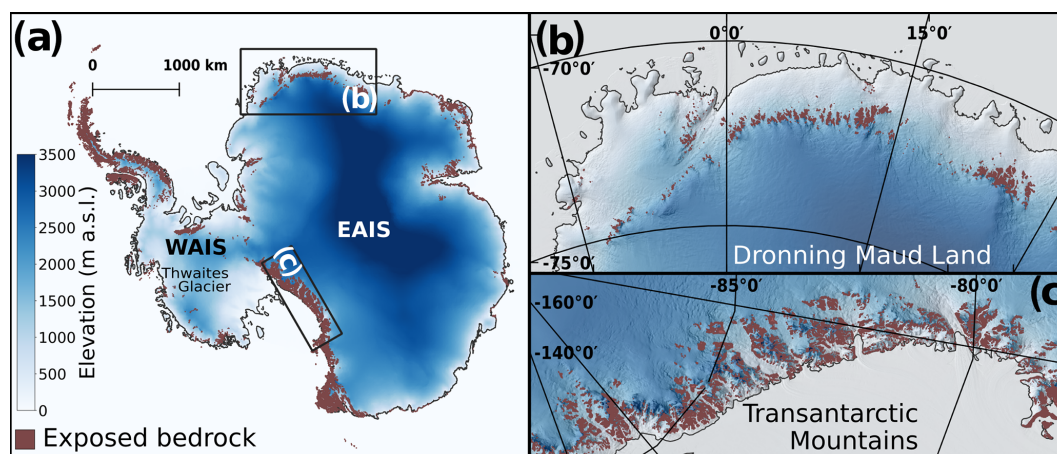 (a)
0 1000 km
(b)
3500
3000
2500
2000
1500
1000
500
0
Elevation (m a.s.l.)
WAIS
Thwaites
Glacier
EAIS
(c)
Exposed bedrock
(b)
0°0′
15°0′
-70°0′
-75°0′
Dronning Maud Land
(c
-85°0′
-80°0′
-160°0′
-140°0′
Transantarctic
Mountains